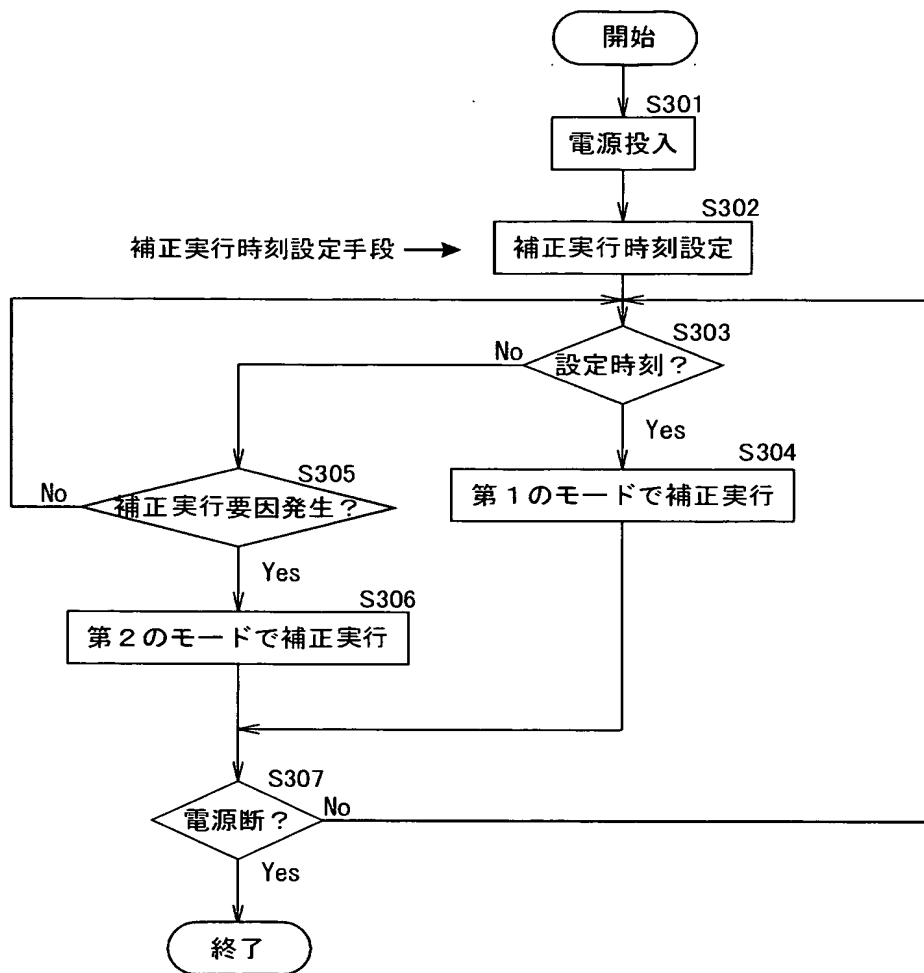 開始
S301
電源投入
S302
補正実行時刻設定手段
補正実行時刻設定
S303
No
設定時刻？
Yes
S304
S305
No
補正実行要因発生？
第１のモードで補正実行
Yes
S306
第２のモードで補正実行
S307
No
電源断？
Yes
終了